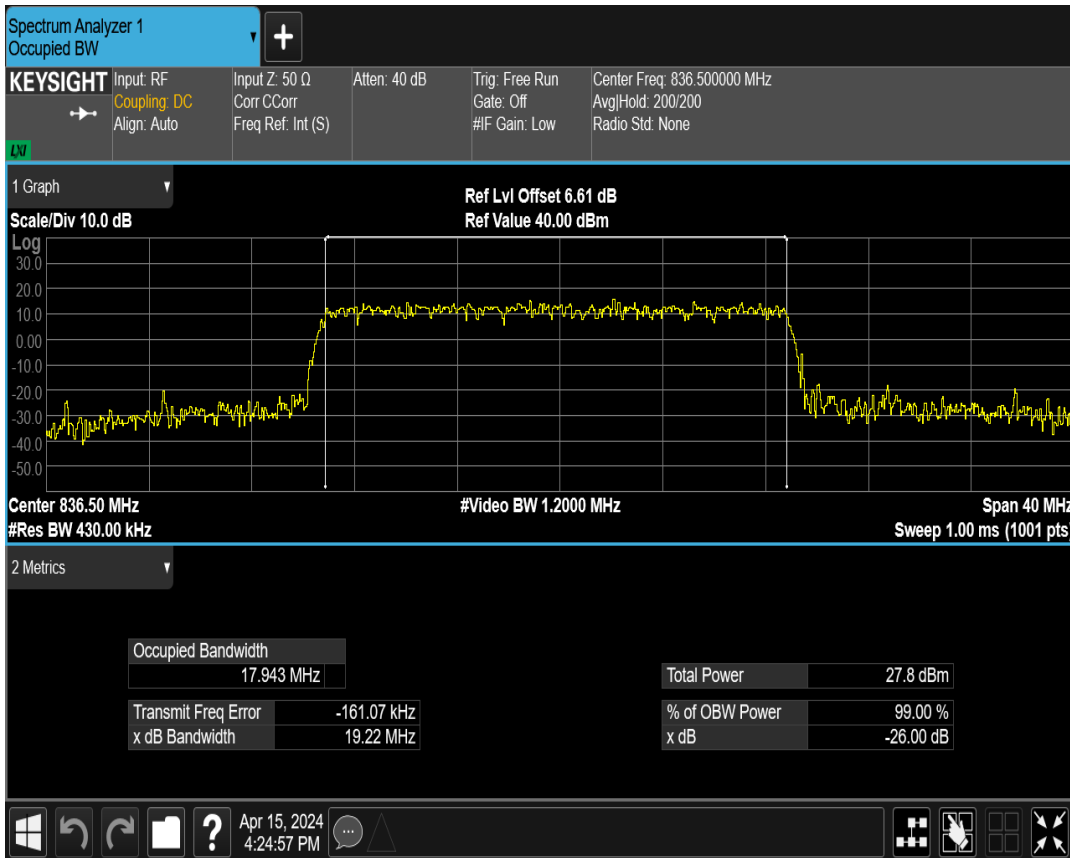 Spectrum Analyzer 1
Occupied BW
+
KEYSIGHT
LXI
Input: RF
Coupling: DC
Align: Auto
Input Z: 50 Ω
Corr CCorr
Freq Ref: Int (S)
Atten: 40 dB
Trig: Free Run
Gate: Off
#IF Gain: Low
Center Freq: 836.500000 MHz
Avg|Hold: 200/200
Radio Std: None
1 Graph
Ref Lvl Offset 6.61 dB
Scale/Div 10.0 dB
Ref Value 40.00 dBm
Log
30.0
20.0
10.0
0.00
-10.0
-20.0
-30.0
-40.0
-50.0
Center 836.50 MHz
#Video BW 1.2000 MHz
Span 40 MHz
#Res BW 430.00 kHz
Sweep 1.00 ms (1001 pts)
2 Metrics
Occupied Bandwidth
17.943 MHz
Total Power 27.8 dBm
Transmit Freq Error -161.07 kHz
% of OBW Power 99.00 %
x dB Bandwidth 19.22 MHz
x dB -26.00 dB
?
Apr 15, 2024
4:24:57 PM